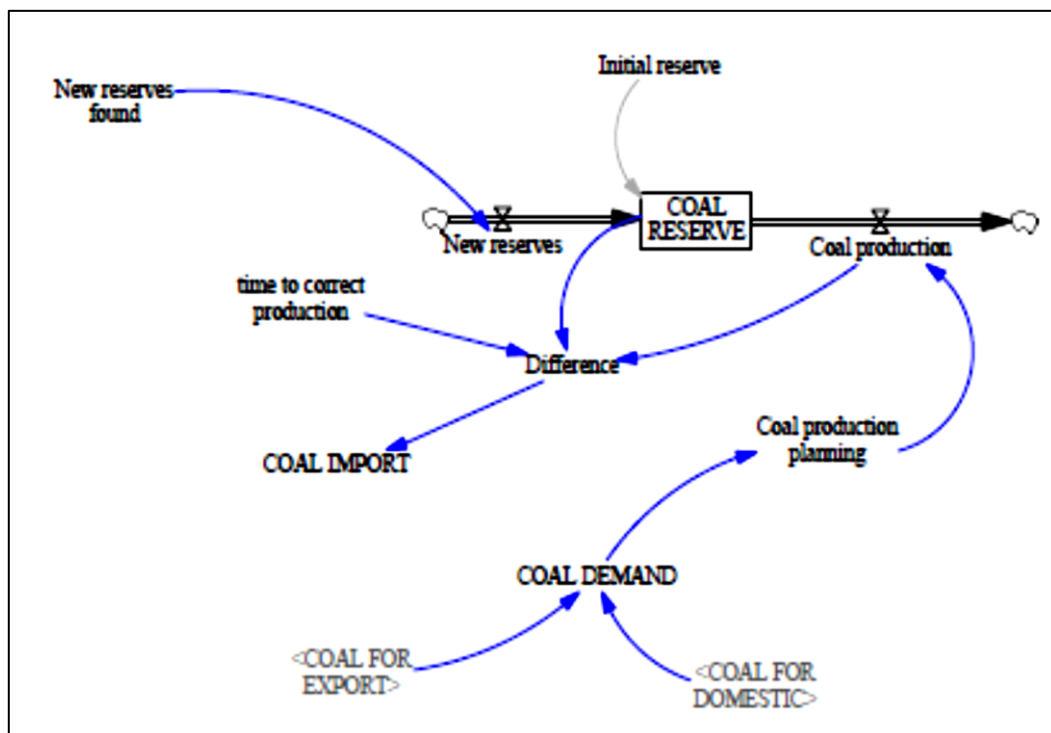 Initial reserve
New reserves
found
COAL
RESERVE
New reserves
Coal production
time to correct
production
Difference
Coal production
planning
COAL IMPORT
COAL DEMAND
<COAL FOR
EXPORT>
<COAL FOR
DOMESTIC>